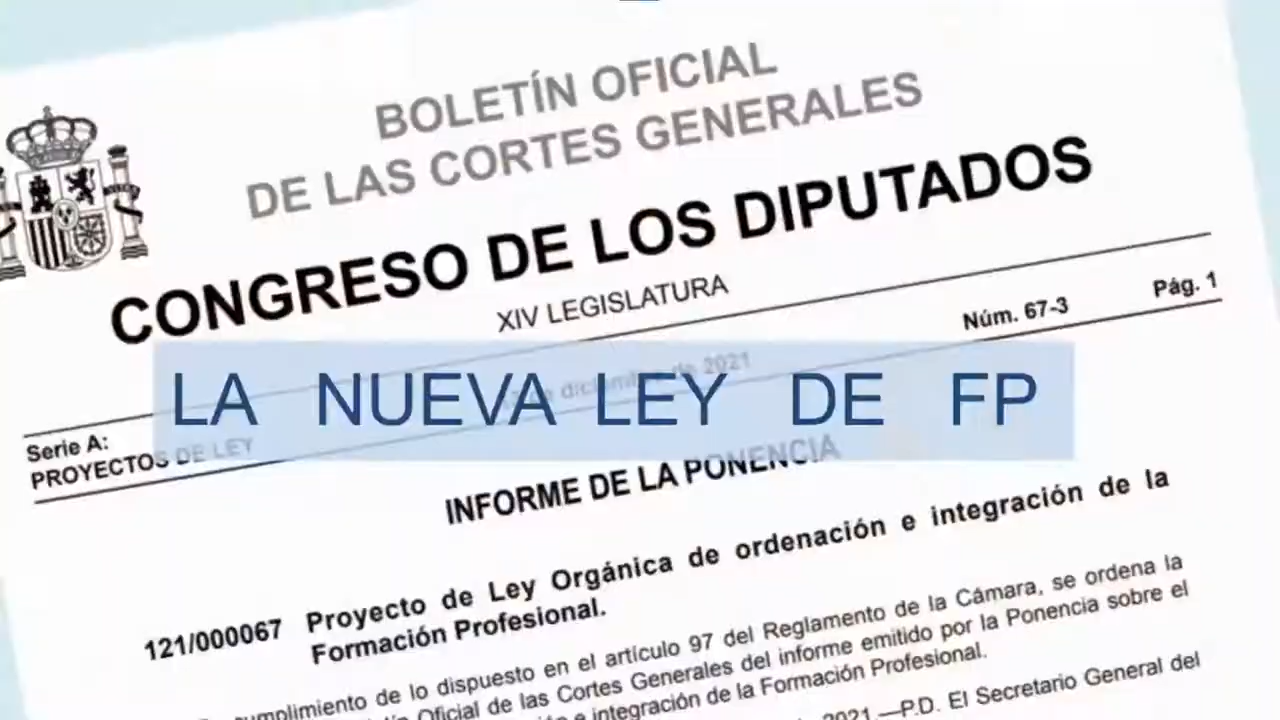 BOLETÍN OFICIAL
DE LAS CORTES GENERALES
CONGRESO DE LOS DIPUTADOS
XIV LEGISLATURA
Serie A:
PROYECTOS DE LEY
de diciembre de 2021
Núm. 67-3
Pág. 1
LA NUEVA LEY DE FP
INFORME DE LA PONENCIA
121/000067 Proyecto de Ley Orgánica de ordenación e integración de la
Formación Profesional.
de lo dispuesto en el artículo 97 del Reglamento de la Cámara, se ordena la
Oficial de las Cortes Generales del informe emitido por la Ponencia sobre el
e integración de la Formación Profesional.
2021.—P.D. El Secretario General del